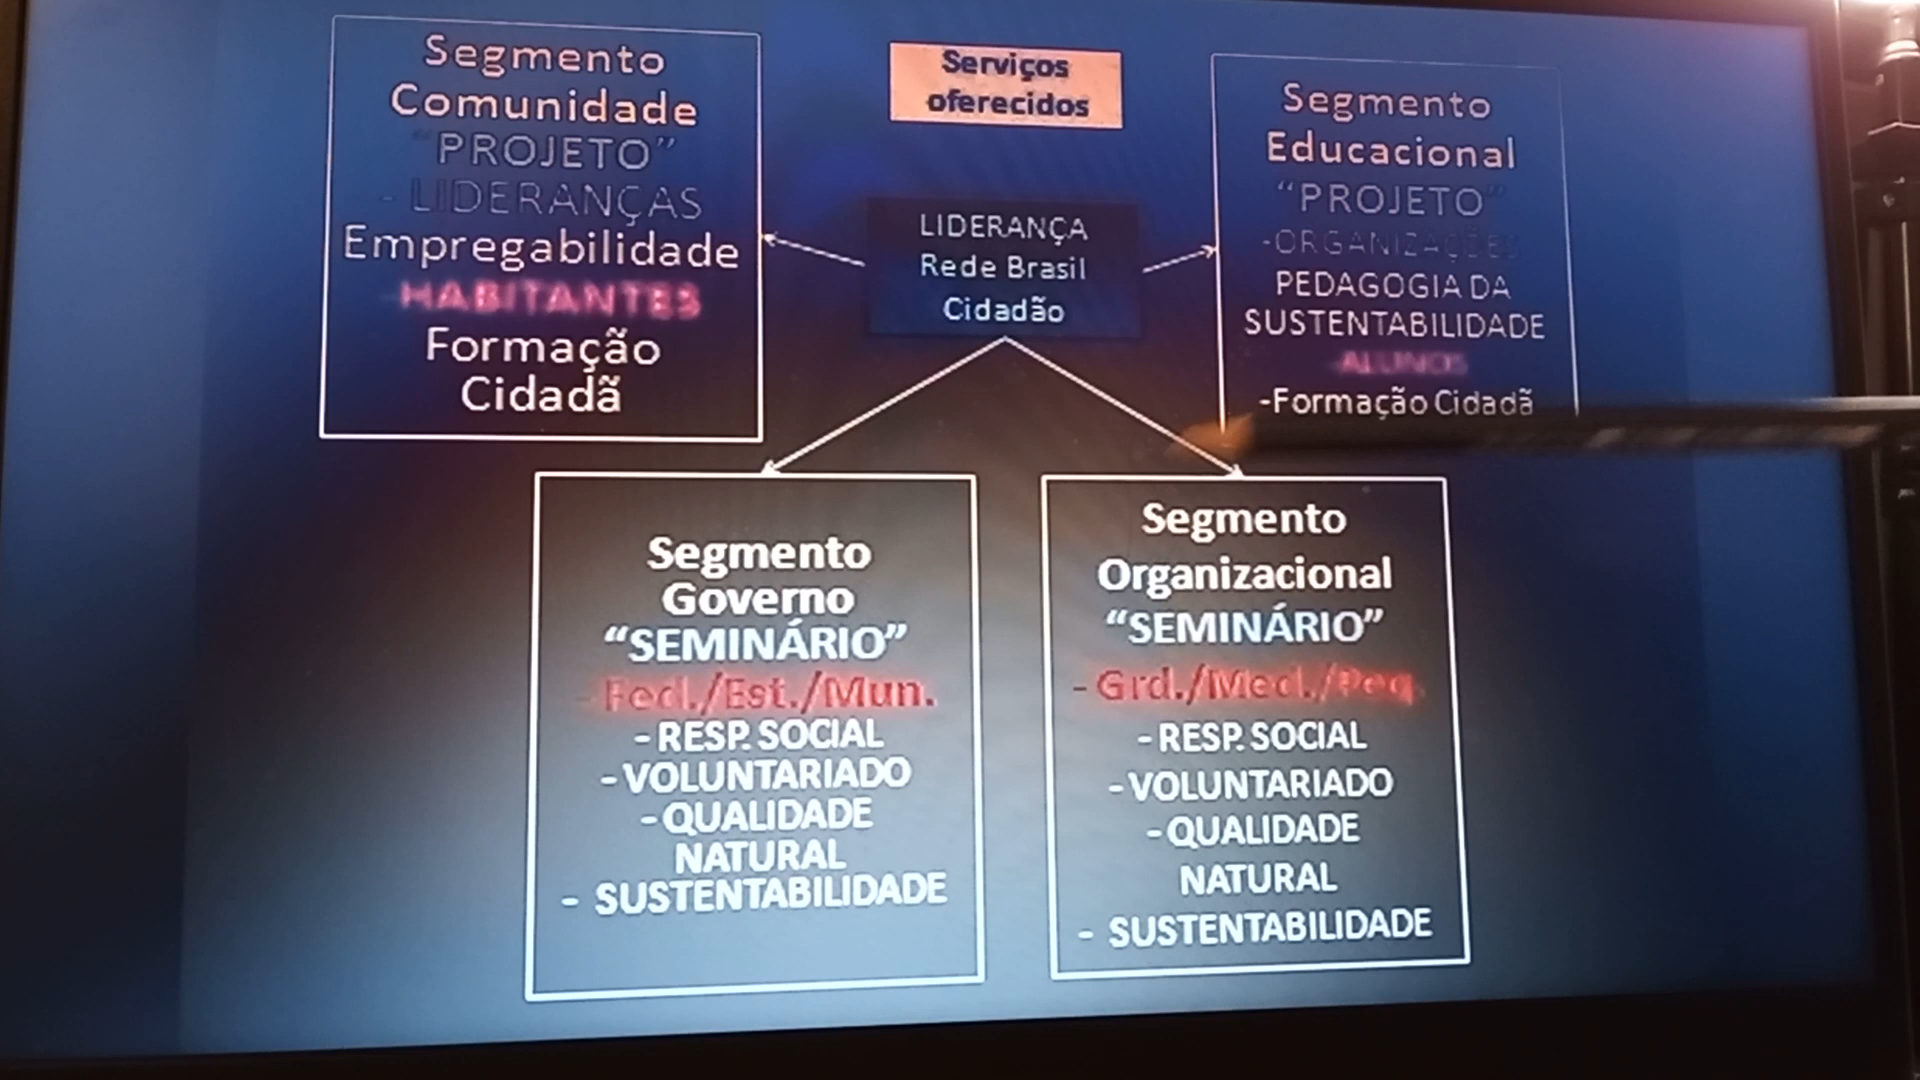 Serviços
oferecidos
Segmento
Comunidade
“PROJETO”
- LIDERANÇAS
Empregabilidade
-HABITANTES
Formação
Cidadã
LIDERANÇA
Rede Brasil
Cidadão
Segmento
Educacional
“PROJETO”
-ORGANIZAÇÕES
PEDAGOGIA DA
SUSTENTABILIDADE
-ALUNOS
-Formação Cidadã
Segmento
Governo
“SEMINÁRIO”
- Fed./Est./Mun.
-RESP. SOCIAL
-VOLUNTARIADO
-QUALIDADE
NATURAL
- SUSTENTABILIDADE
Segmento
Organizacional
“SEMINÁRIO”
- Grd./Med./Peq.
-RESP. SOCIAL
-VOLUNTARIADO
-QUALIDADE
NATURAL
- SUSTENTABILIDADE